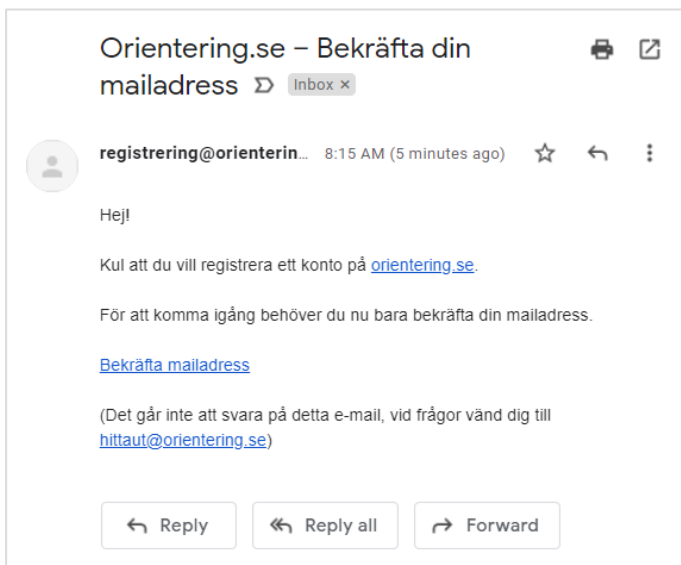 Orientering.se – Bekräfta din
mailadress Inbox ×
registrering@orienterin... 8:15 AM (5 minutes ago)
Hej!
Kul att du vill registrera ett konto på orientering.se.
För att komma igång behöver du nu bara bekräfta din mailadress.
Bekräfta mailadress
(Det går inte att svara på detta e-mail, vid frågor vänd dig till
hittaut@orientering.se)
Reply Reply all Forward